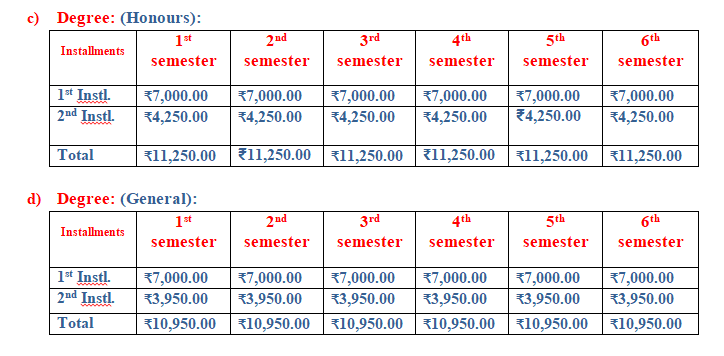 c) Degree: (Honours):
Installments 1st semester 2nd semester 3rd semester 4th semester 5th semester 6th semester
1st Instl. ₹7,000.00 ₹7,000.00 ₹7,000.00 ₹7,000.00 ₹7,000.00 ₹7,000.00
2nd Instl. ₹4,250.00 ₹4,250.00 ₹4,250.00 ₹4,250.00 ₹4,250.00 ₹4,250.00
Total ₹11,250.00 ₹11,250.00 ₹11,250.00 ₹11,250.00 ₹11,250.00 ₹11,250.00
d) Degree: (General):
Installments 1st semester 2nd semester 3rd semester 4th semester 5th semester 6th semester
1st Instl. ₹7,000.00 ₹7,000.00 ₹7,000.00 ₹7,000.00 ₹7,000.00 ₹7,000.00
2nd Instl. ₹3,950.00 ₹3,950.00 ₹3,950.00 ₹3,950.00 ₹3,950.00 ₹3,950.00
Total ₹10,950.00 ₹10,950.00 ₹10,950.00 ₹10,950.00 ₹10,950.00 ₹10,950.00